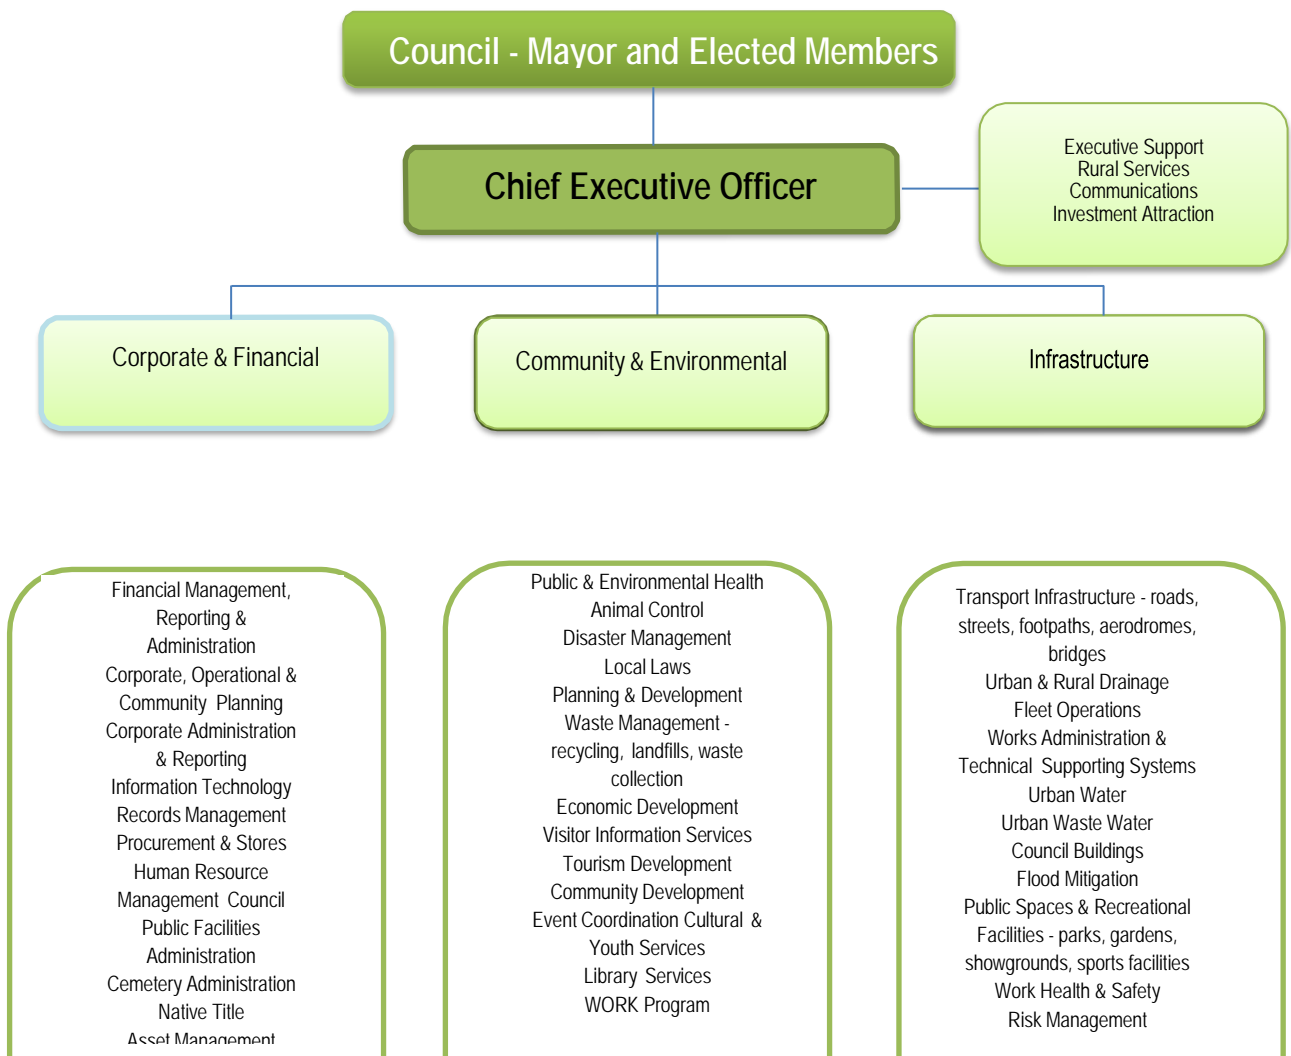 Council - Mayor and Elected Members
Chief Executive Officer
Executive Support
Rural Services
Communications
Investment Attraction
Corporate & Financial
Community & Environmental
Infrastructure
Financial Management,
Reporting &
Administration
Corporate, Operational &
Community Planning
Corporate Administration
& Reporting
Information Technology
Records Management
Procurement & Stores
Human Resource
Management Council
Public Facilities
Administration
Cemetery Administration
Native Title
Asset Management
Public & Environmental Health
Animal Control
Disaster Management
Local Laws
Planning & Development
Waste Management -
recycling, landfills, waste
collection
Economic Development
Visitor Information Services
Tourism Development
Community Development
Event Coordination Cultural &
Youth Services
Library Services
WORK Program
Transport Infrastructure - roads,
streets, footpaths, aerodromes,
bridges
Urban & Rural Drainage
Fleet Operations
Works Administration &
Technical Supporting Systems
Urban Water
Urban Waste Water
Council Buildings
Flood Mitigation
Public Spaces & Recreational
Facilities - parks, gardens,
showgrounds, sports facilities
Work Health & Safety
Risk Management